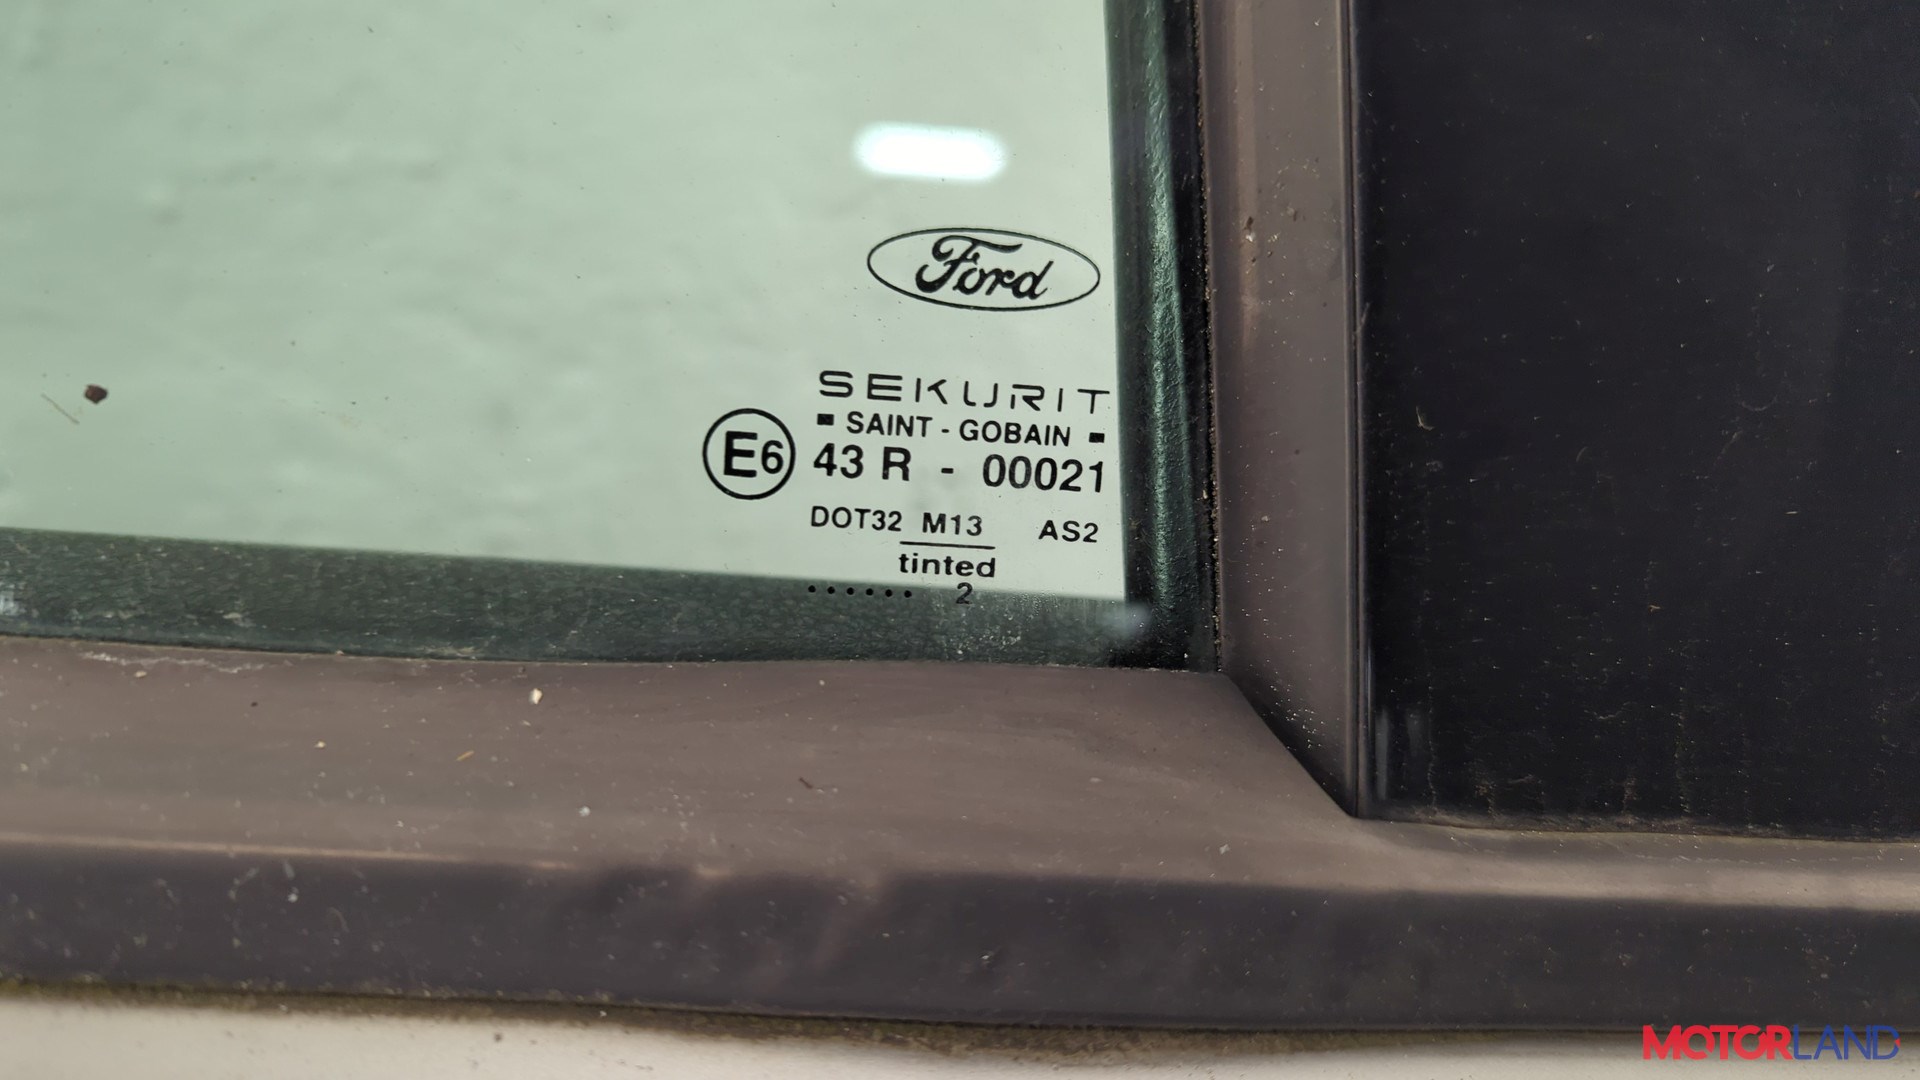 Ford
SEKURIT
SAINT - GOBAIN
E6 43 R - 00021
DOT32 M13 AS2
tinted
...... 2
MOTORLAND